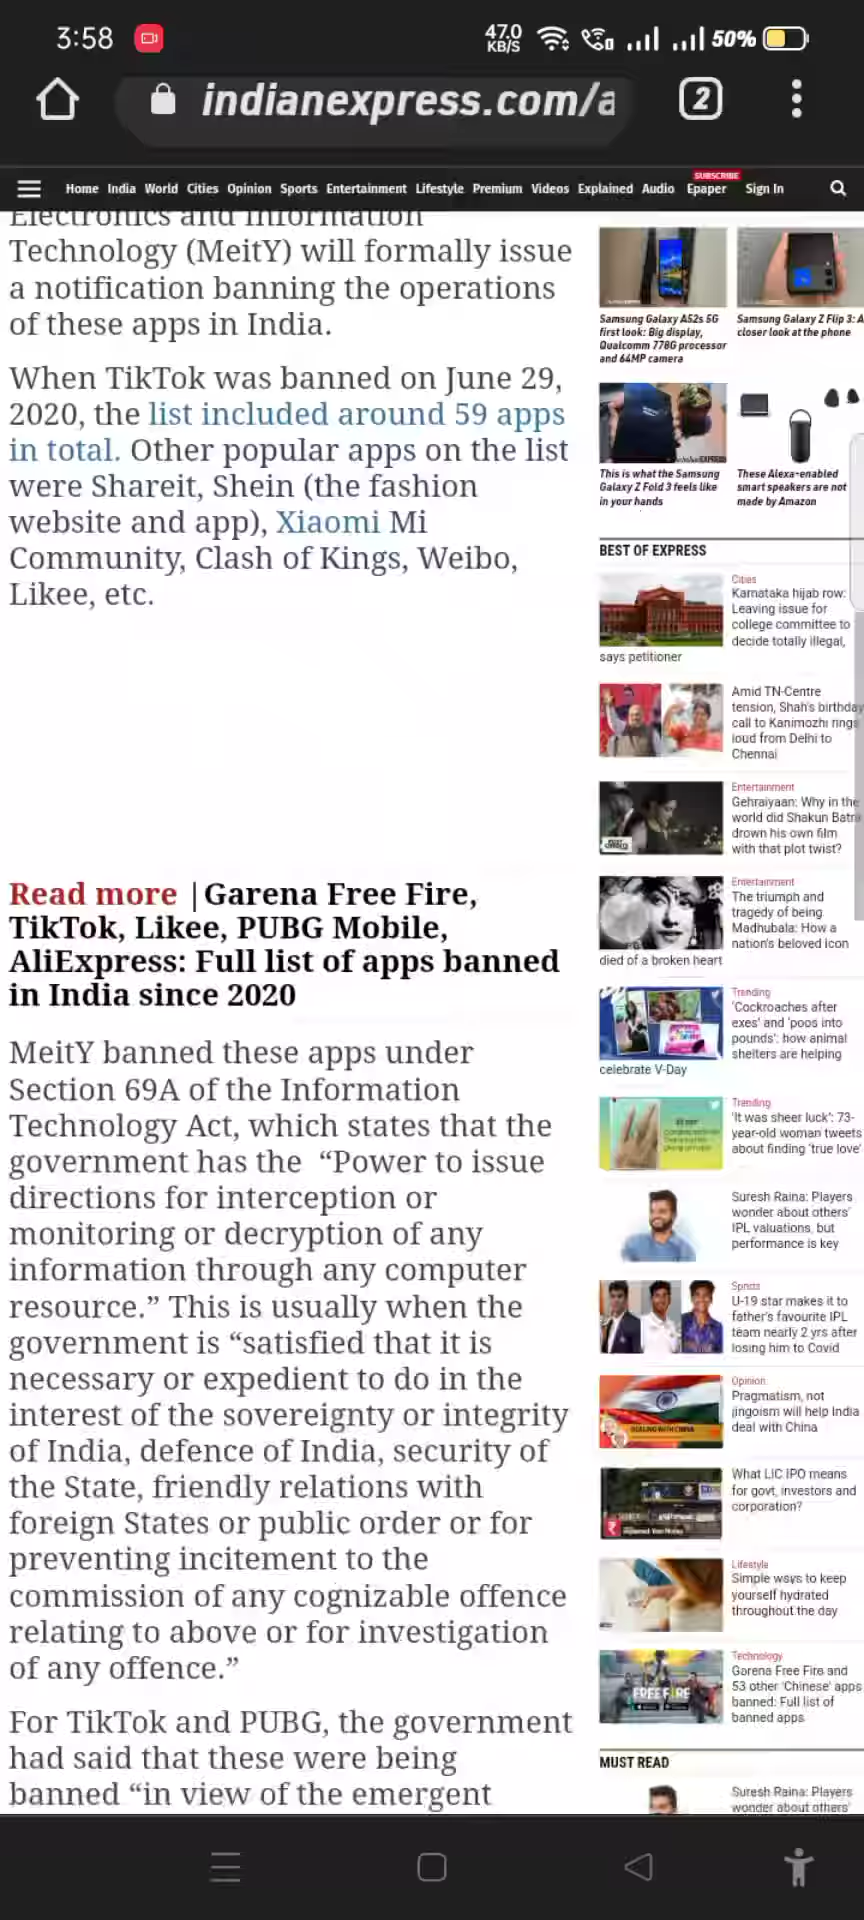 3:58
47.0
KB/S
50%
indianexpress.com/a
2
SUBSCRIBE
Home India World Cities Opinion Sports Entertainment Lifestyle Premium Videos Explained Audio Epaper Sign In
Electronics and Information
Technology (MeitY) will formally issue
a notification banning the operations
of these apps in India.
When TikTok was banned on June 29,
2020, the list included around 59 apps
in total. Other popular apps on the list
were Shareit, Shein (the fashion
website and app), Xiaomi Mi
Community, Clash of Kings, Weibo,
Likee, etc.
Read more |Garena Free Fire,
TikTok, Likee, PUBG Mobile,
AliExpress: Full list of apps banned
in India since 2020
MeitY banned these apps under
Section 69A of the Information
Technology Act, which states that the
government has the “Power to issue
directions for interception or
monitoring or decryption of any
information through any computer
resource.” This is usually when the
government is “satisfied that it is
necessary or expedient to do in the
interest of the sovereignty or integrity
of India, defence of India, security of
the State, friendly relations with
foreign States or public order or for
preventing incitement to the
commission of any cognizable offence
relating to above or for investigation
of any offence.”
For TikTok and PUBG, the government
had said that these were being
banned “in view of the emergent
Samsung Galaxy A52s 5G
first look: Big display,
Qualcomm 778G processor
and 64MP camera
Samsung Galaxy Z Flip 3: A
closer look at the phone
This is what the Samsung
Galaxy Z Fold 3 feels like
in your hands
These Alexa-enabled
smart speakers are not
made by Amazon
BEST OF EXPRESS
Cities
Karnataka hijab row:
Leaving issue for
college committee to
decide totally illegal,
says petitioner
Amid TN-Centre
tension, Shah's birthday
call to Kanimozhi rings
loud from Delhi to
Chennai
Entertainment
Gehraiyaan: Why in the
world did Shakun Batra
drown his own film
with that plot twist?
Entertainment
The triumph and
tragedy of being
Madhubala: How a
nation's beloved icon
died of a broken heart
Trending
'Cockroaches after
exes' and 'poos into
pounds': how animal
shelters are helping
celebrate V-Day
Trending
'It was sheer luck': 73-
year-old woman tweets
about finding 'true love'
Suresh Raina: Players
wonder about others'
IPL valuations, but
performance is key
Sports
U-19 star makes it to
father's favourite IPL
team nearly 2 yrs after
losing him to Covid
Opinion
Pragmatism, not
jingoism will help India
deal with China
DEALING WITH CHINA
What LIC IPO means
for govt, investors and
corporation?
Lifestyle
Simple ways to keep
yourself hydrated
throughout the day
Technology
Garena Free Fire and
53 other 'Chinese' apps
banned: Full list of
banned apps
FREE FIRE
MUST READ
Suresh Raina: Players
wonder about others'